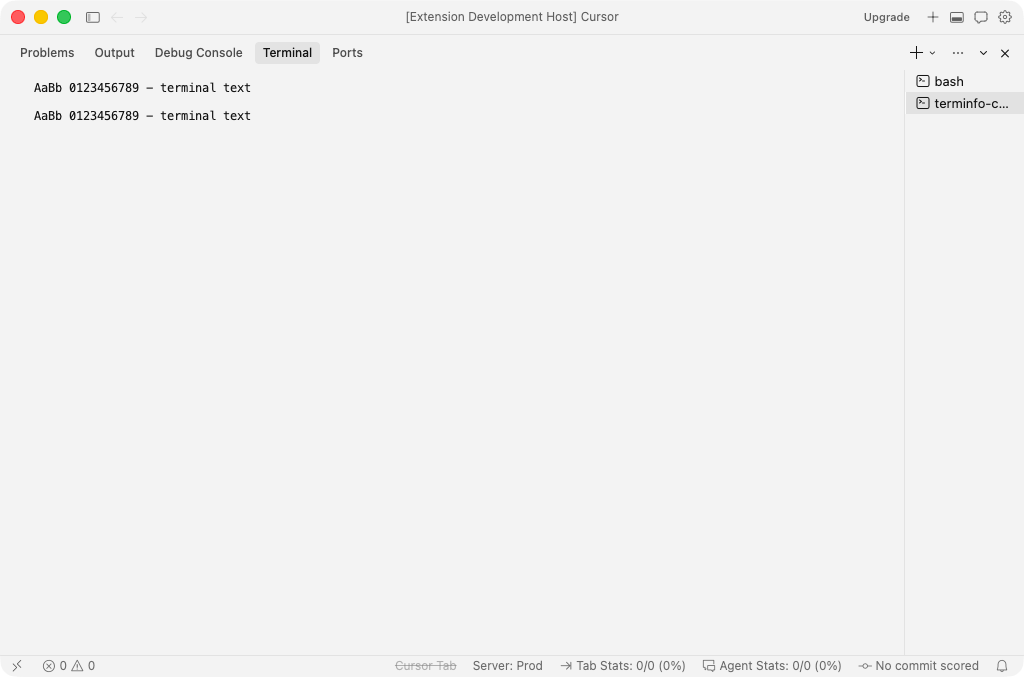 [Extension Development Host] Cursor
Upgrade
Problems Output Debug Console Terminal Ports
AaBb 0123456789 — terminal text
AaBb 0123456789 — terminal text
bash
terminfo-c...
0 0 Cursor Tab Server: Prod Tab Stats: 0/0 (0%) Agent Stats: 0/0 (0%) No commit scored